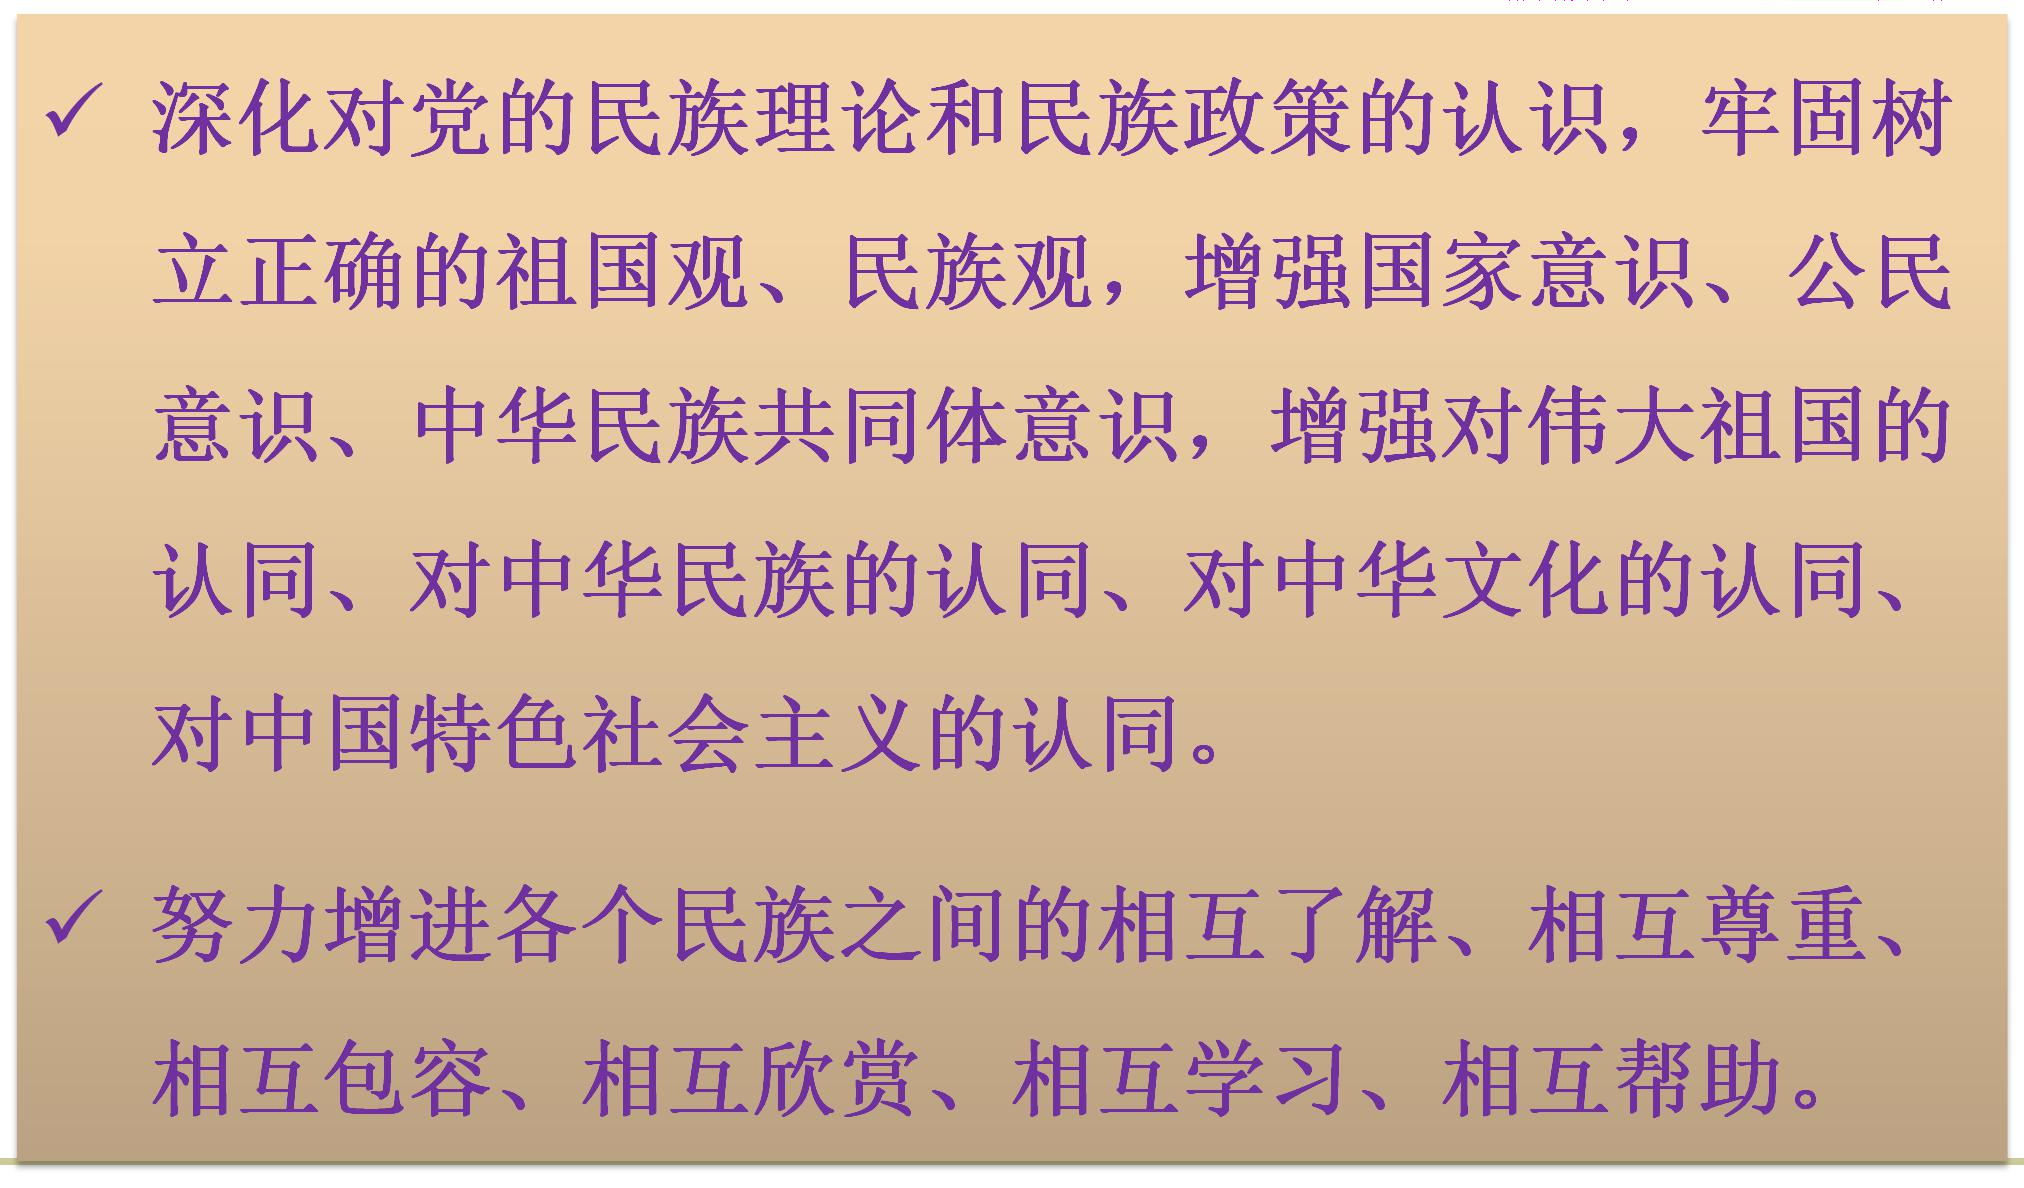 ✓ 深化对党的民族理论和民族政策的认识，牢固树
立正确的祖国观、民族观，增强国家意识、公民
意识、中华民族共同体意识，增强对伟大祖国的
认同、对中华民族的认同、对中华文化的认同、
对中国特色社会主义的认同。
✓ 努力增进各个民族之间的相互了解、相互尊重、
相互包容、相互欣赏、相互学习、相互帮助。